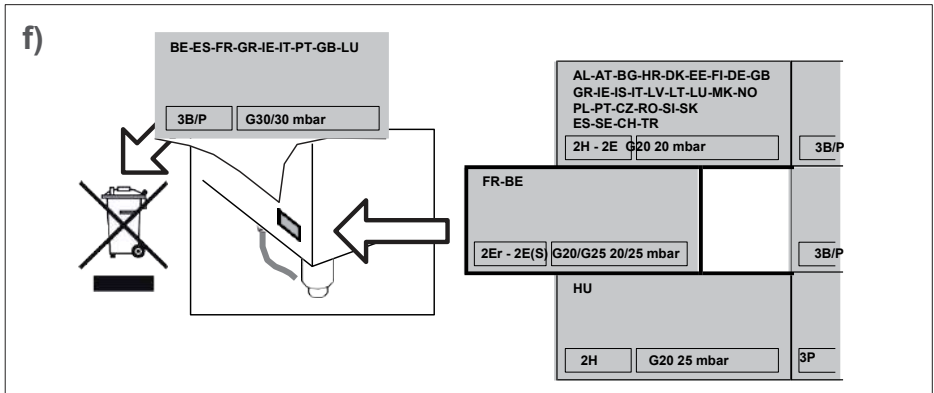 f)
BE-ES-FR-GR-IE-IT-PT-GB-LU
3B/P G30/30 mbar
AL-AT-BG-HR-DK-EE-FI-DE-GB
GR-IE-IS-IT-LV-LT-LU-MK-NO
PL-PT-CZ-RO-SI-SK
ES-SE-CH-TR
2H - 2E G20 20 mbar 3B/P
FR-BE
2Er - 2E(S) G20/G25 20/25 mbar 3B/P
HU
2H G20 25 mbar 3P